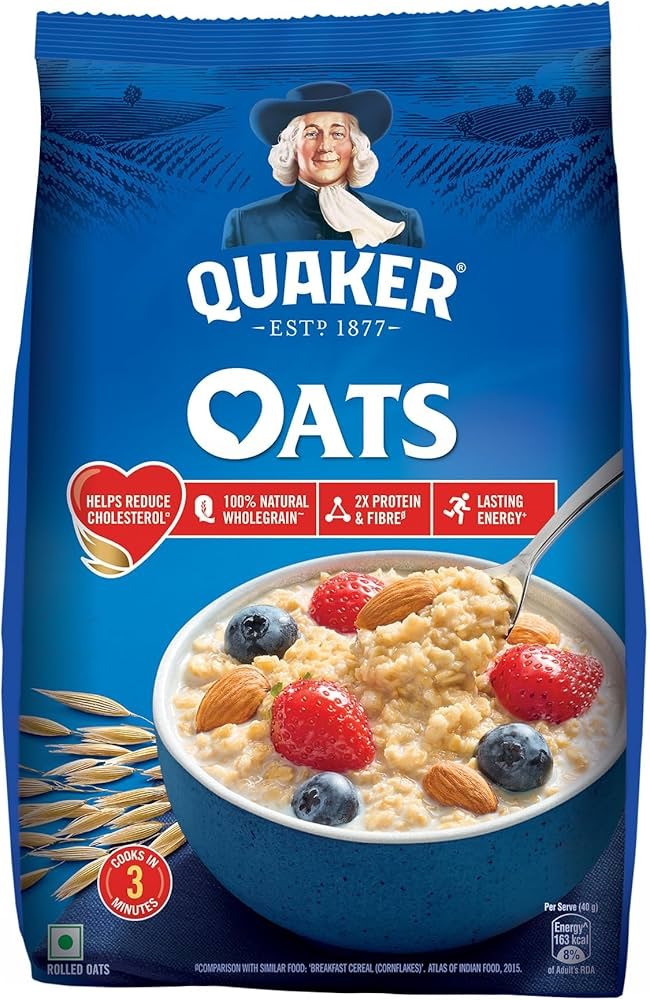 QUAKER®
-ESTD 1877-
OATS
HELPS REDUCE
CHOLESTEROL◊
100% NATURAL
WHOLEGRAIN~
2X PROTEIN
& FIBRE#
LASTING
ENERGY+
COOKS IN
3
MINUTES
ROLLED OATS
#COMPARISON WITH SIMILAR FOOD: 'BREAKFAST CEREAL (CORNFLAKES)'. ATLAS OF INDIAN FOOD, 2015.
Per Serve (40 g)
Energy^
163 kcal
8%
of Adult's RDA